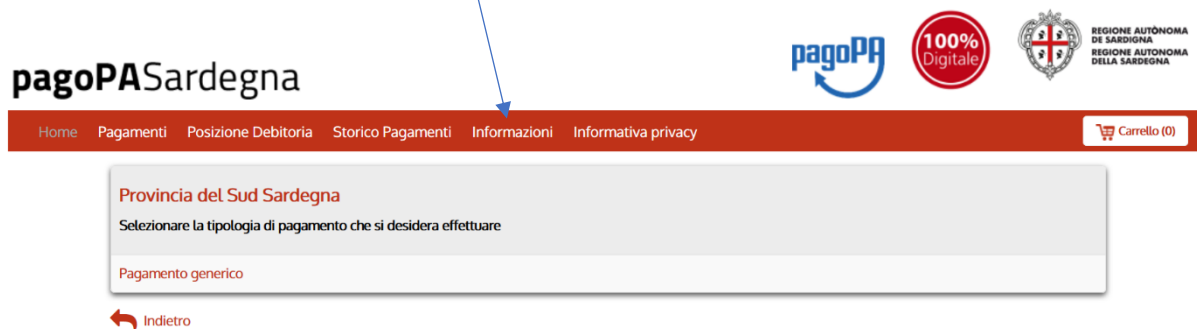 pagoPASardegna
pagoPA
100%
Digitale
REGIONE AUTÒNOMA
DE SARDIGNA
REGIONE AUTONOMA
DELLA SARDEGNA
Home Pagamenti Posizione Debitoria Storico Pagamenti Informazioni Informativa privacy Carrello (0)
Provincia del Sud Sardegna
Selezionare la tipologia di pagamento che si desidera effettuare
Pagamento generico
Indietro